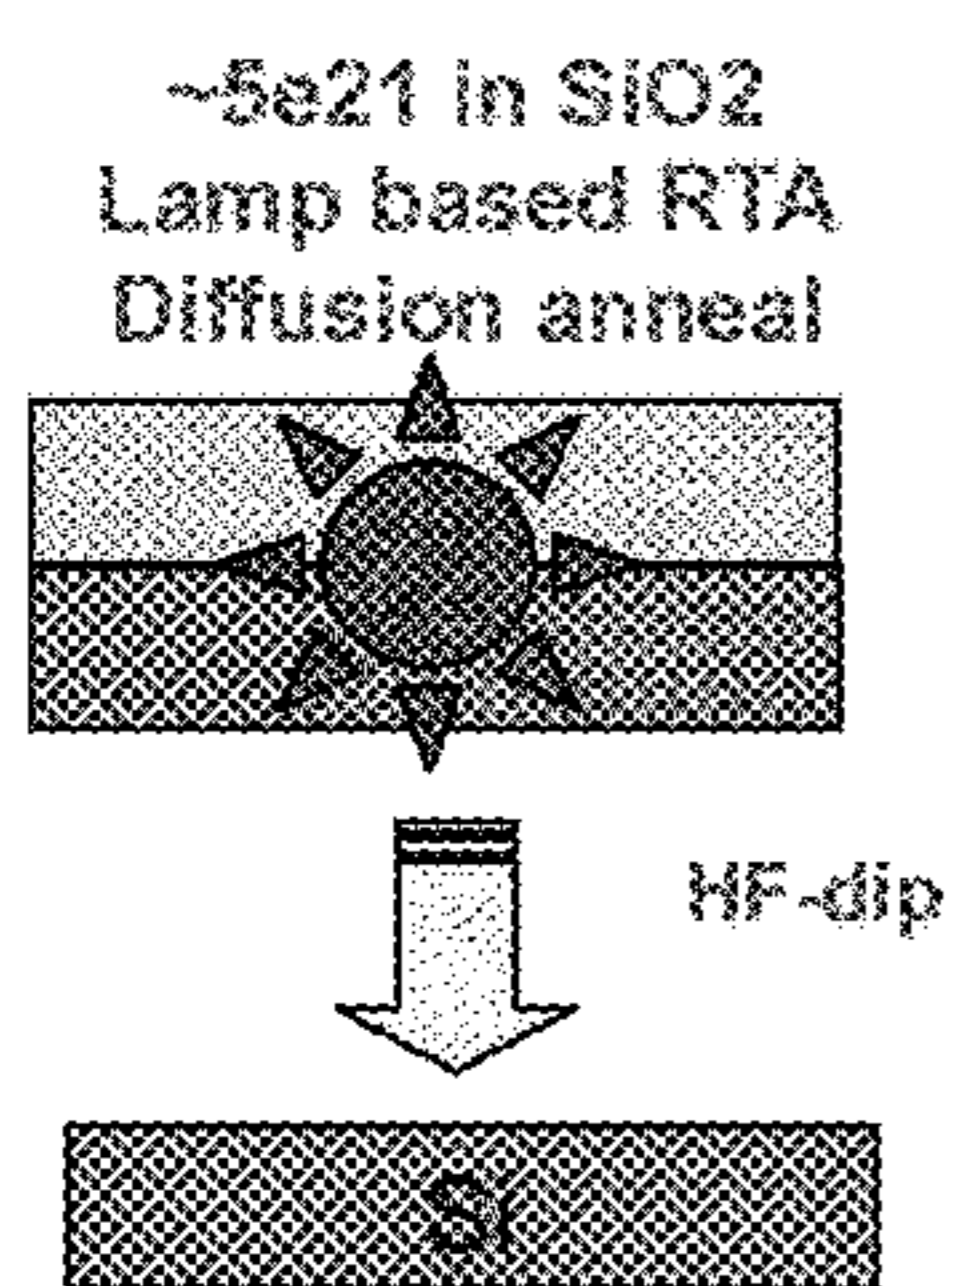 ~5e21 in SiO2
Lamp based RTA
Diffusion anneal
HF-dip
Si